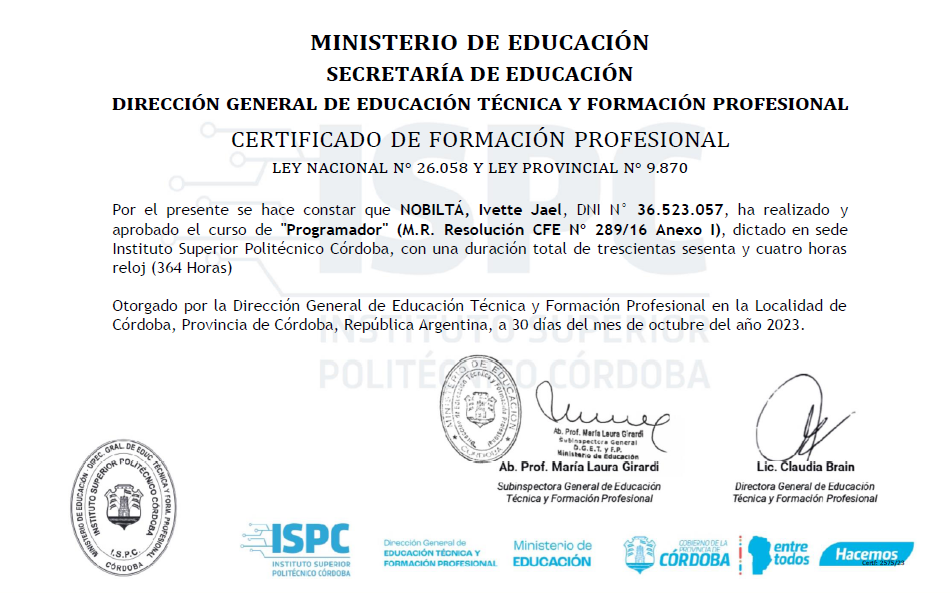 MINISTERIO DE EDUCACIÓN
SECRETARÍA DE EDUCACIÓN
DIRECCIÓN GENERAL DE EDUCACIÓN TÉCNICA Y FORMACIÓN PROFESIONAL
CERTIFICADO DE FORMACIÓN PROFESIONAL
LEY NACIONAL N° 26.058 Y LEY PROVINCIAL N° 9.870
ISPC
INSTITUTO SUPERIOR
POLITÉCNICO CÓRDOBA
Por el presente se hace constar que NOBILTÁ, Ivette Jael, DNI N° 36.523.057, ha realizado y
aprobado el curso de "Programador" (M.R. Resolución CFE N° 289/16 Anexo I), dictado en sede
Instituto Superior Politécnico Córdoba, con una duración total de trescientas sesenta y cuatro horas
reloj (364 Horas)
Otorgado por la Dirección General de Educación Técnica y Formación Profesional en la Localidad de
Córdoba, Provincia de Córdoba, República Argentina, a 30 días del mes de octubre del año 2023.
MINISTERIO DE EDUCACIÓN
CÓRDOBA
Ab. Prof. María Laura Girardi
Subinspectora General
D.G.E.T. y F.P.
Ministerio de Educación
Ab. Prof. María Laura Girardi
Subinspectora General de Educación
Técnica y Formación Profesional
Lic. Claudia Brain
Directora General de Educación
Técnica y Formación Profesional
MINISTERIO DE EDUCACIÓN - DIREC. GRAL. DE EDUC. TÉCNICA Y FORM. PROFESIONAL
INSTITUTO SUPERIOR POLITÉCNICO CÓRDOBA
I.S.P.C.
CÓRDOBA
ISPC
INSTITUTO SUPERIOR
POLITÉCNICO CÓRDOBA
Dirección General de
EDUCACIÓN TÉCNICA Y
FORMACIÓN PROFESIONAL
Ministerio de
EDUCACIÓN
GOBIERNO DE LA
PROVINCIA DE
CÓRDOBA
entre
todos
Hacemos